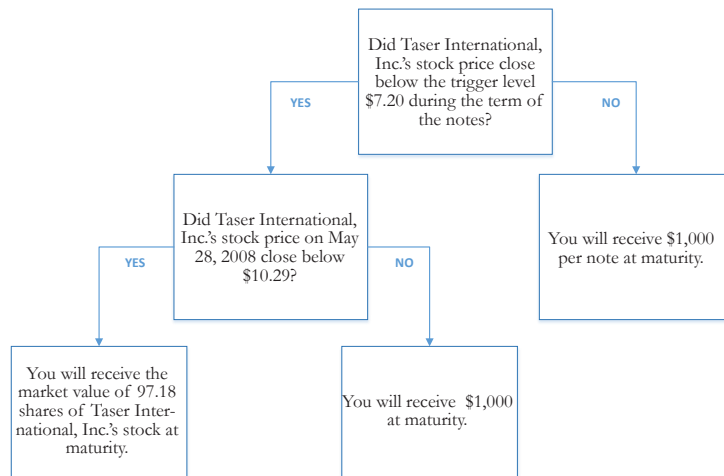 Did Taser International,
Inc.'s stock price close
below the trigger level
$7.20 during the term of
the notes?
YES
NO
Did Taser International,
Inc.'s stock price on May
28, 2008 close below
$10.29?
You will receive $1,000
per note at maturity.
YES
NO
You will receive the
market value of 97.18
shares of Taser Inter-
national, Inc.'s stock at
maturity.
You will receive $1,000
at maturity.